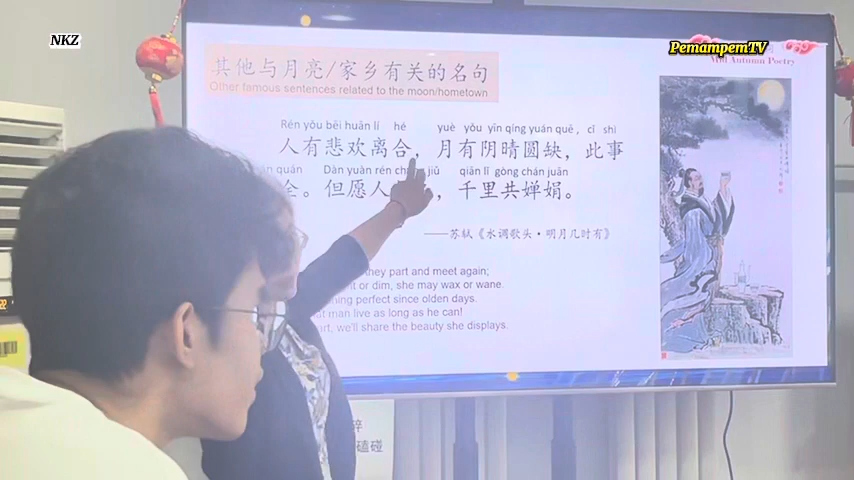 NKZ
PemampemTV
Mid Autumn Poetry
其他与月亮/家乡有关的名句
Other famous sentences related to the moon/hometown
Rén yǒu bēi huān lí hé yuè yǒu yīn qíng yuán quē, cǐ shì
人有悲欢离合，月有阴晴圆缺，此事
quán Dàn yuàn rén jiǔ qiān lǐ gòng chán juān
全。但愿人，千里共婵娟。
——苏轼《水调歌头·明月几时有》
they part and meet again;
or dim, she may wax or wane.
perfect since olden days.
man live as long as he can!
we'll share the beauty she displays.
磕碰